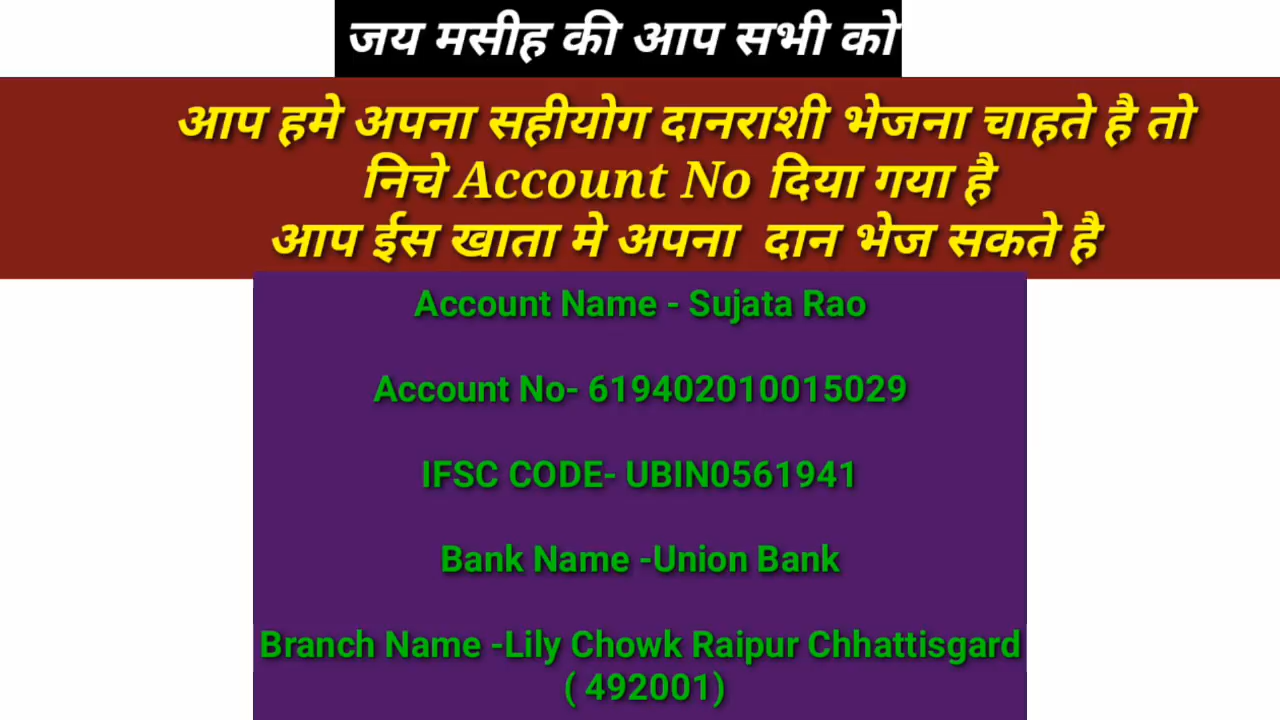 जय मसीह की आप सभी को
आप हमे अपना सहीयोग दानराशी भेजना चाहते है तो
निचे Account No दिया गया है
आप ईस खाता मे अपना दान भेज सकते है
Account Name - Sujata Rao
Account No- 619402010015029
IFSC CODE- UBIN0561941
Bank Name -Union Bank
Branch Name -Lily Chowk Raipur Chhattisgard
( 492001)